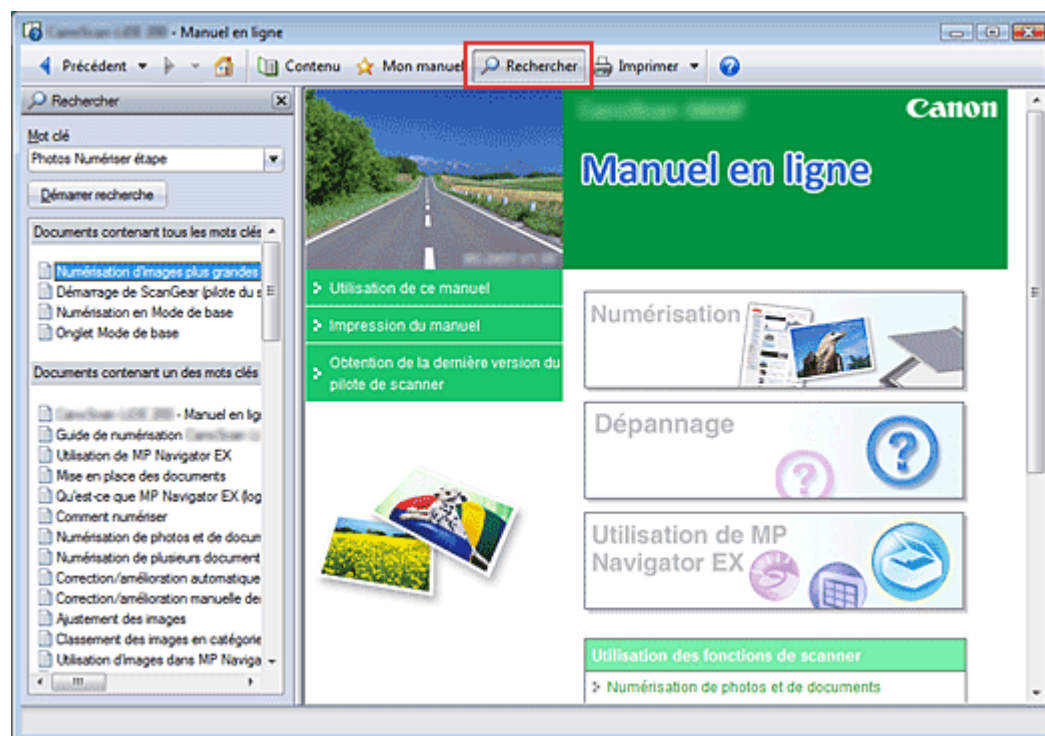 - Manuel en ligne
Précédent
Contenu
Mon manuel
Rechercher
Imprimer
Rechercher
Mot clé
Photos Numériser étape
Démarrer recherche
Documents contenant tous les mots clés
Numérisation d'images plus grandes
Démarrage de ScanGear (pilote du s
Numérisation en Mode de base
Onglet Mode de base
Documents contenant un des mots clés
- Manuel en lig
Guide de numérisation
Utilisation de MP Navigator EX
Mise en place des documents
Qu'est-ce que MP Navigator EX (log
Comment numériser
Numérisation de photos et de docum
Numérisation de plusieurs document
Correction/amélioration automatique
Correction/amélioration manuelle des
Ajustement des images
Classement des images en catégorie
Utilisation d'images dans MP Naviga
Canon
Manuel en ligne
Utilisation de ce manuel
Impression du manuel
Obtention de la dernière version du
pilote de scanner
Numérisation
Dépannage
Utilisation de MP
Navigator EX
Utilisation des fonctions de scanner
Numérisation de photos et de documents